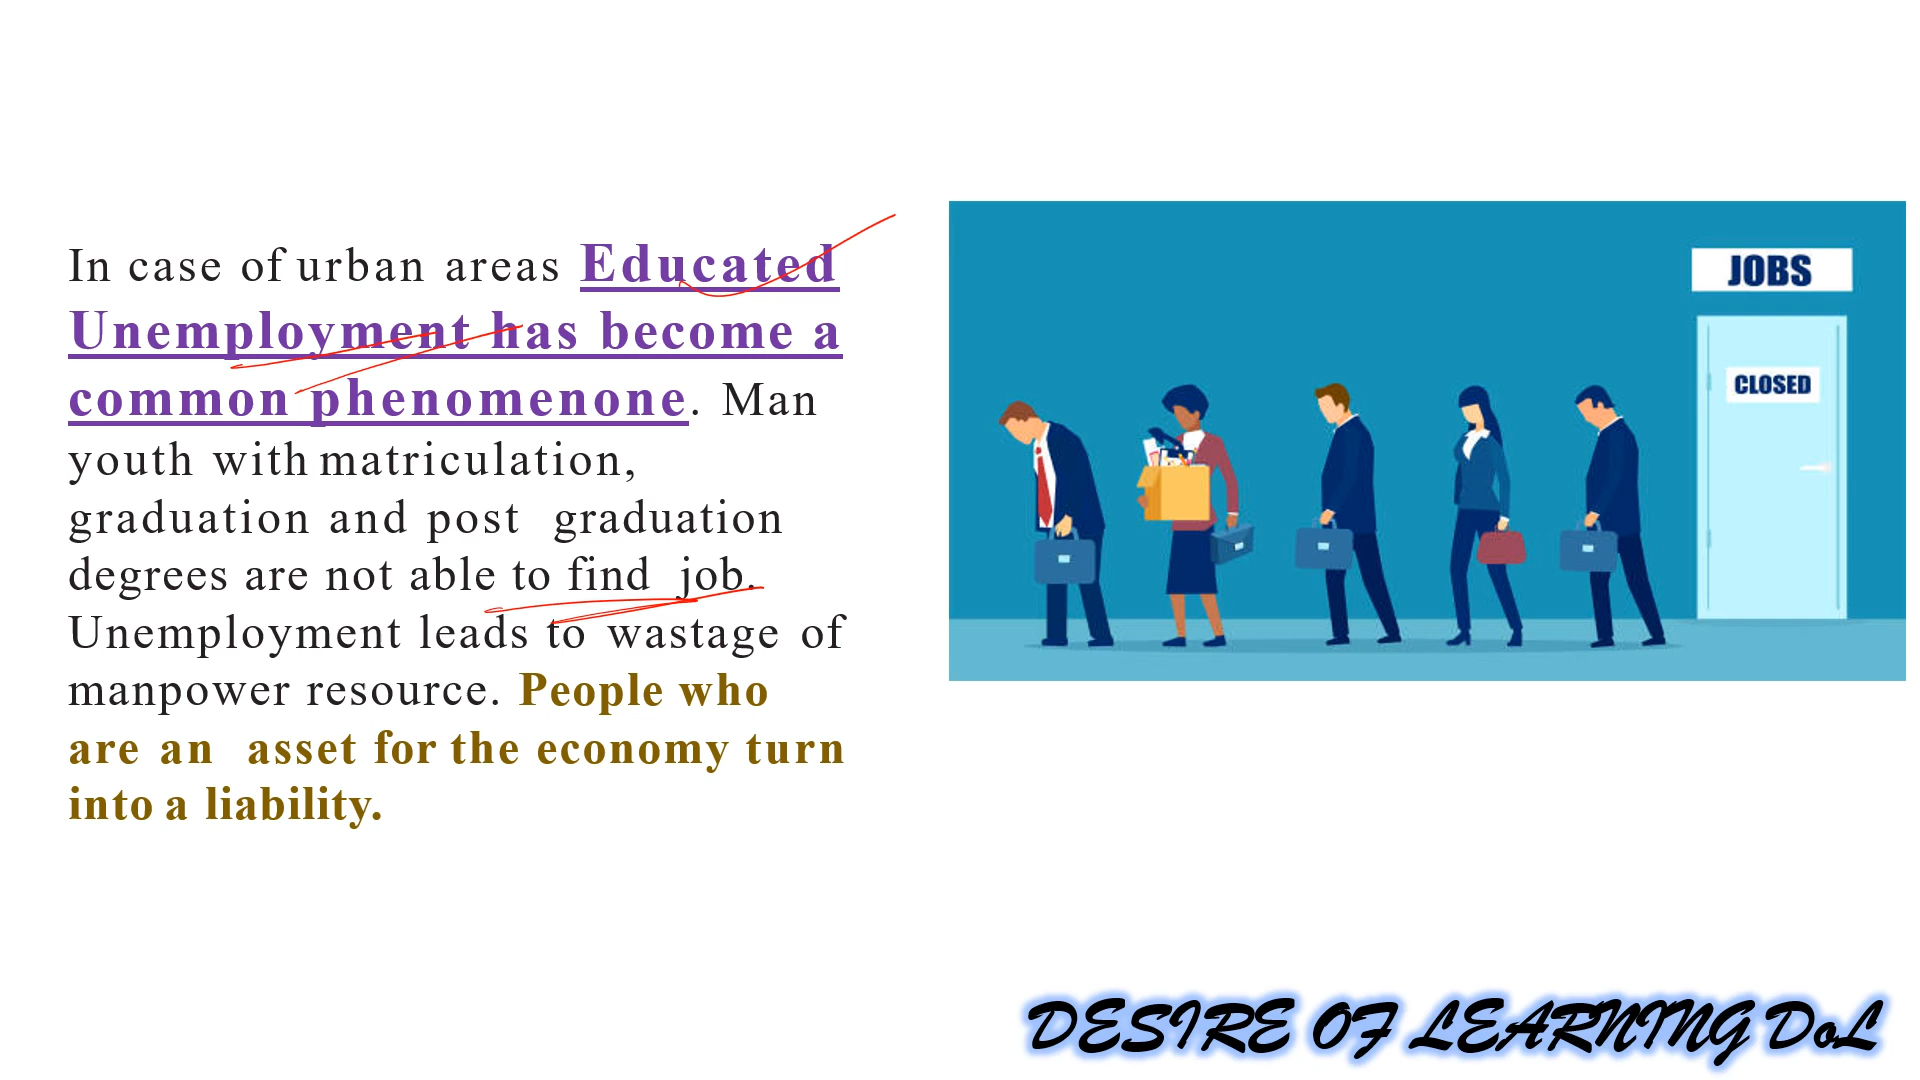 In case of urban areas Educated
Unemployment has become a
common phenomenone. Man
youth with matriculation,
graduation and post graduation
degrees are not able to find job.
Unemployment leads to wastage of
manpower resource. People who
are an asset for the economy turn
into a liability.
JOBS
CLOSED
DESIRE OF LEARNING DoL